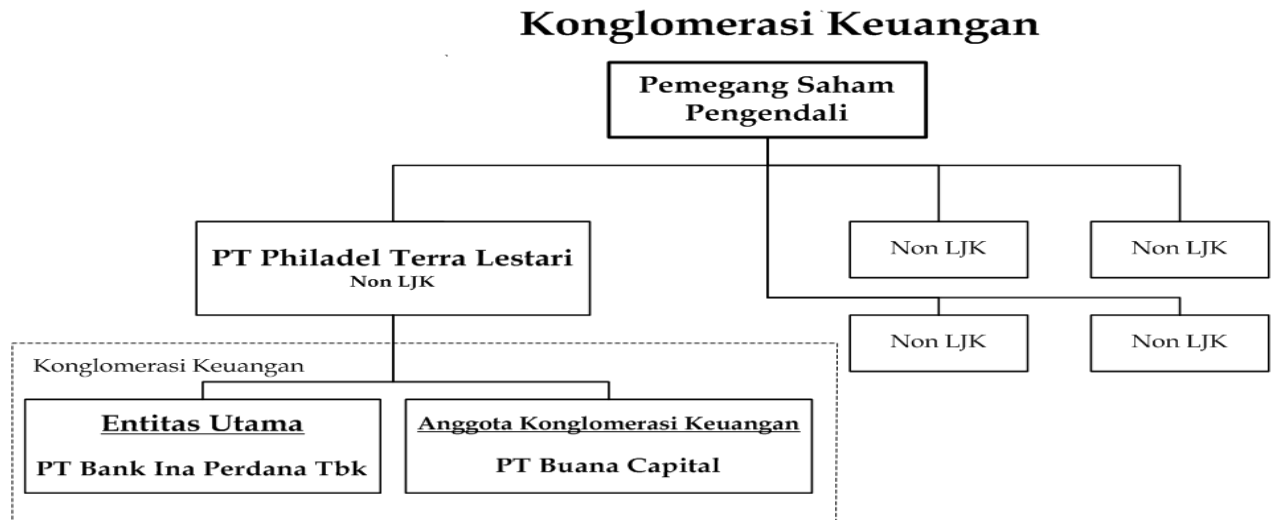 Konglomerasi Keuangan
Pemegang Saham
Pengendali
PT Philadel Terra Lestari
Non LJK
Non LJK
Non LJK
Non LJK
Non LJK
Konglomerasi Keuangan
Entitas Utama
PT Bank Ina Perdana Tbk
Anggota Konglomerasi Keuangan
PT Buana Capital